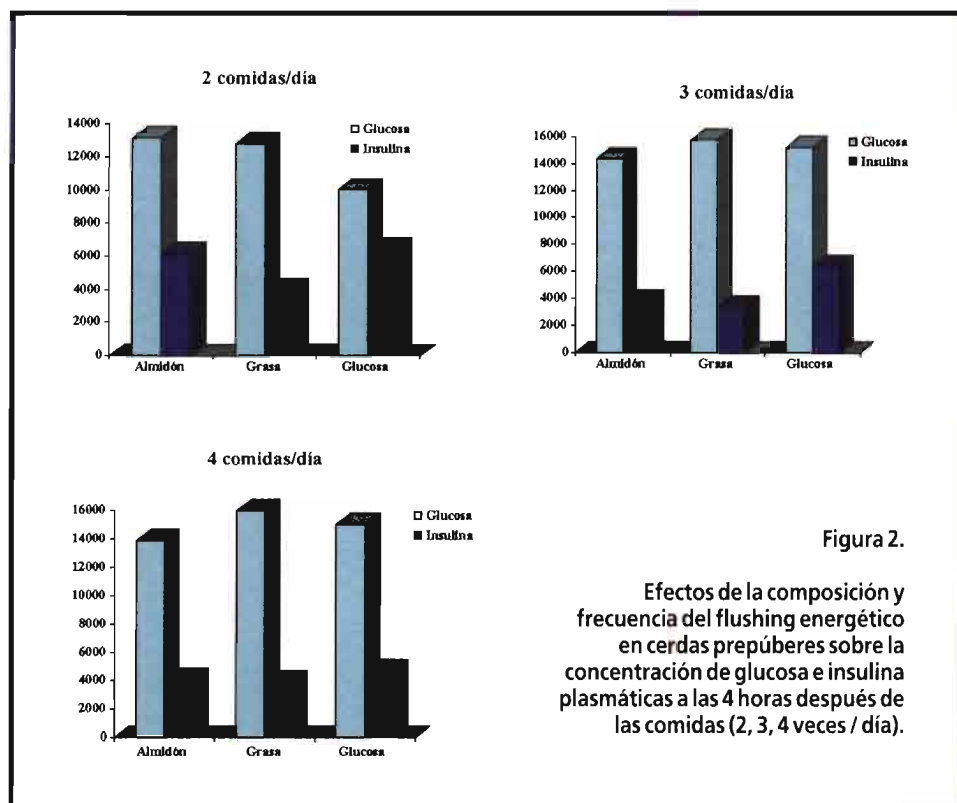 2 comidas/día
14000
12000
10000
8000
6000
4000
2000
0
Almidón Grasa Glucosa
Glucosa
Insulina
3 comidas/día
16000
14000
12000
10000
8000
6000
4000
2000
0
Almidón Grasa Glucosa
Glucosa
Insulina
4 comidas/día
16000
14000
12000
10000
8000
6000
4000
2000
0
Almidón Grasa Glucosa
Glucosa
Insulina
Figura 2.
Efectos de la composición y
frecuencia del flushing energético
en cerdas prepúberes sobre la
concentración de glucosa e insulina
plasmáticas a las 4 horas después de
las comidas (2, 3, 4 veces / día).